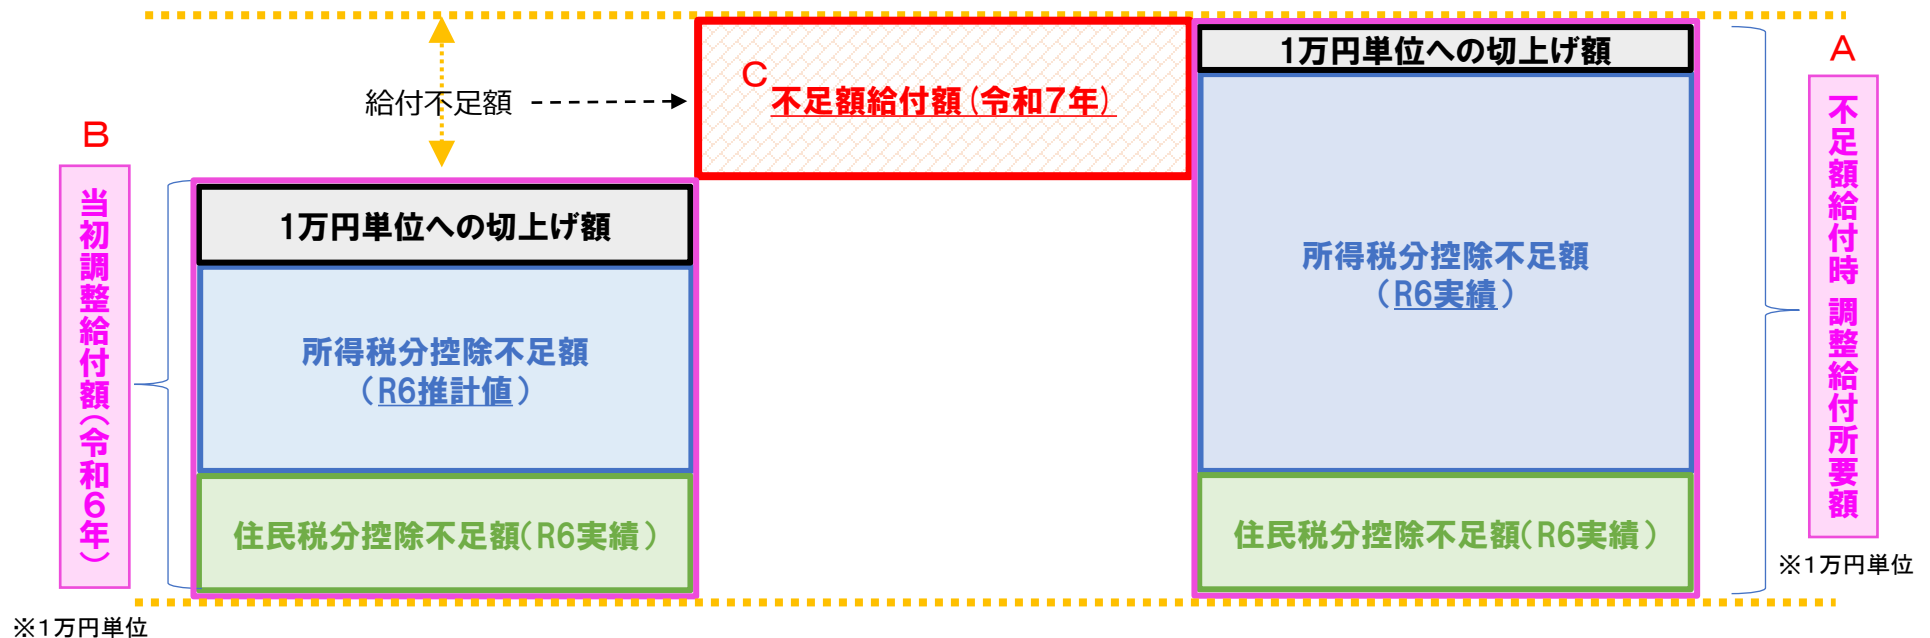 B
当初調整給付額（令和６年）
※１万円単位
給付不足額
1万円単位への切上げ額
所得税分控除不足額
（R6推計値）
住民税分控除不足額（R6実績）
C
不足額給付額（令和７年）
1万円単位への切上げ額
所得税分控除不足額
（R6実績）
住民税分控除不足額（R6実績）
A
不足額給付時 調整給付所要額
※１万円単位